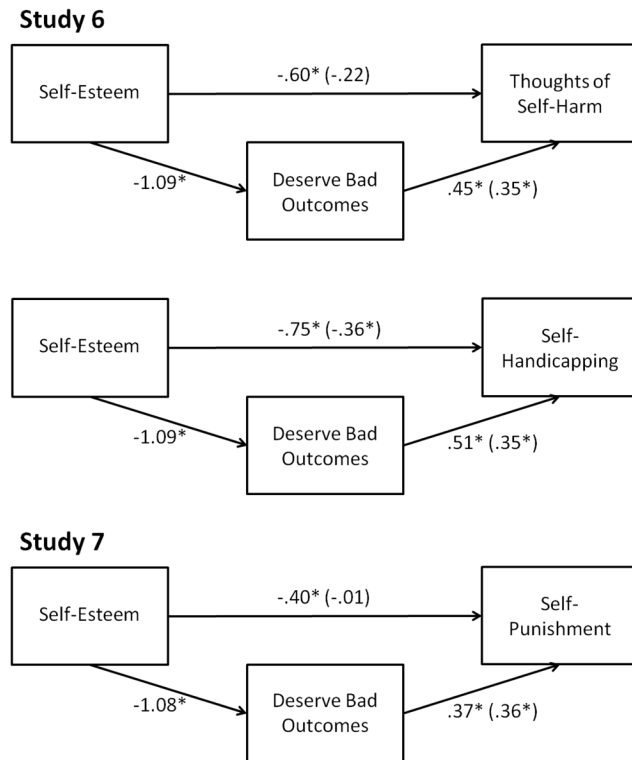 Study 6
-.60* (-.22)
Self-Esteem
Thoughts of
Self-Harm
-1.09*
Deserve Bad
Outcomes
.45* (.35*)
-.75* (-.36*)
Self-Esteem
Self-
Handicapping
-1.09*
Deserve Bad
Outcomes
.51* (.35*)
Study 7
-.40* (-.01)
Self-Esteem
Self-
Punishment
-1.08*
Deserve Bad
Outcomes
.37* (.36*)